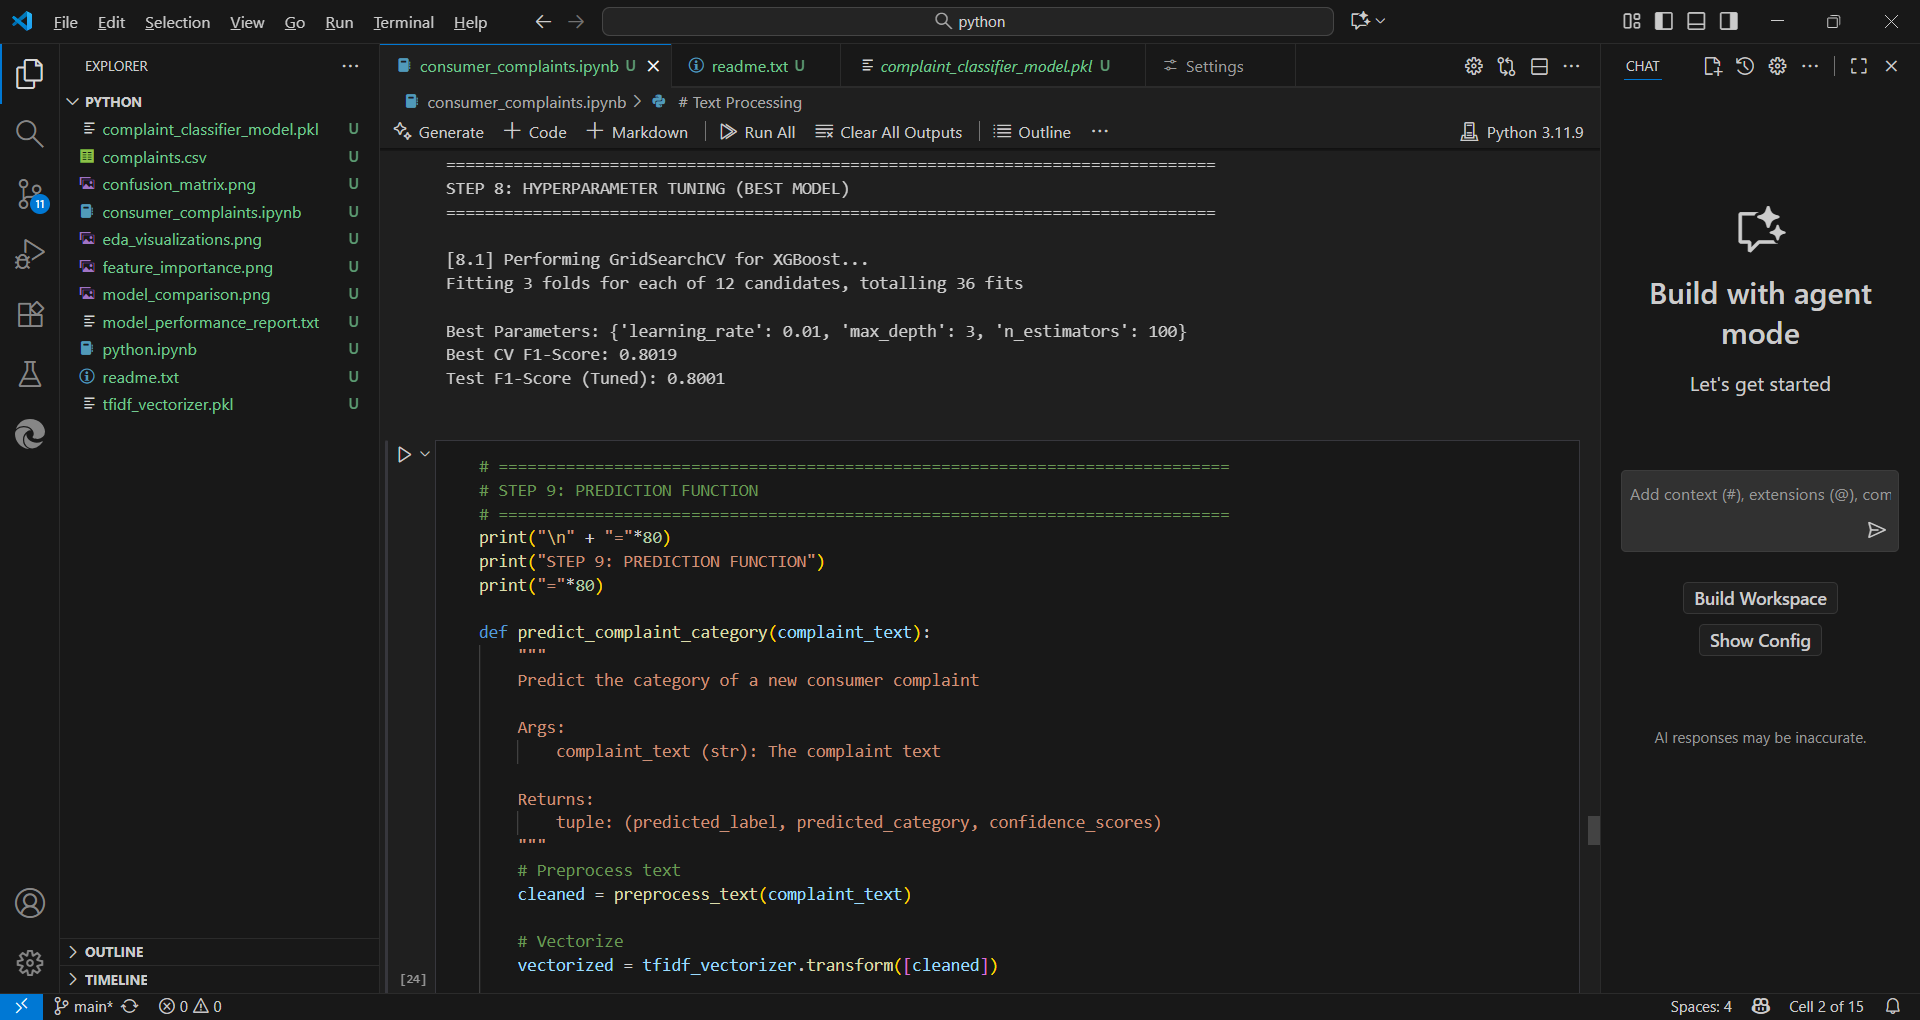 File Edit Selection View Go Run Terminal Help
python
EXPLORER
PYTHON
complaint_classifier_model.pkl U
complaints.csv U
confusion_matrix.png U
consumer_complaints.ipynb U
eda_visualizations.png U
feature_importance.png U
model_comparison.png U
model_performance_report.txt U
python.ipynb U
readme.txt U
tfidf_vectorizer.pkl U
OUTLINE
TIMELINE
11
consumer_complaints.ipynb U
readme.txt U
complaint_classifier_model.pkl U
Settings
consumer_complaints.ipynb > # Text Processing
Generate + Code + Markdown Run All Clear All Outputs Outline ...
Python 3.11.9
================================================================================
STEP 8: HYPERPARAMETER TUNING (BEST MODEL)
================================================================================
[8.1] Performing GridSearchCV for XGBoost...
Fitting 3 folds for each of 12 candidates, totalling 36 fits
Best Parameters: {'learning_rate': 0.01, 'max_depth': 3, 'n_estimators': 100}
Best CV F1-Score: 0.8019
Test F1-Score (Tuned): 0.8001
# ============================================================================
# STEP 9: PREDICTION FUNCTION
# ============================================================================
print("\n" + "="*80)
print("STEP 9: PREDICTION FUNCTION")
print("="*80)
def predict_complaint_category(complaint_text):
"""
Predict the category of a new consumer complaint
Args:
complaint_text (str): The complaint text
Returns:
tuple: (predicted_label, predicted_category, confidence_scores)
"""
# Preprocess text
cleaned = preprocess_text(complaint_text)
# Vectorize
vectorized = tfidf_vectorizer.transform([cleaned])
[24]
CHAT
Build with agent
mode
Let's get started
Add context (#), extensions (@), com
Build Workspace
Show Config
AI responses may be inaccurate.
main* 0 0
Spaces: 4 Cell 2 of 15